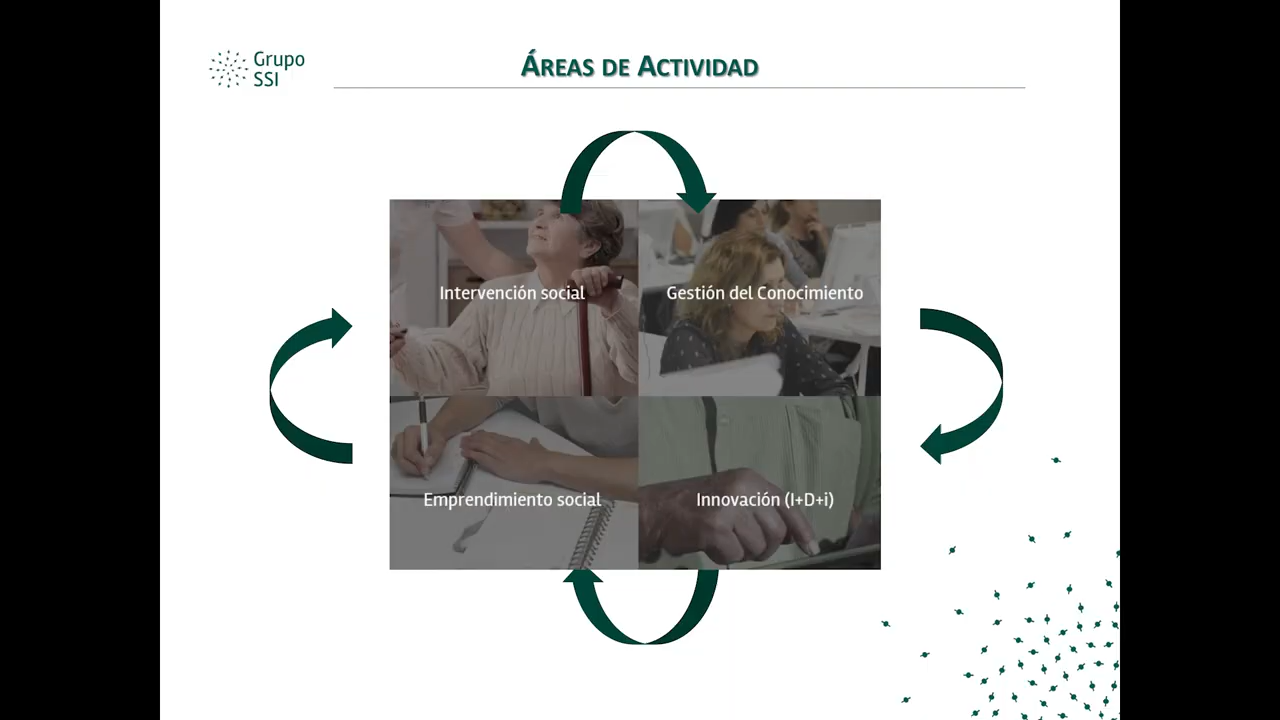 Grupo
SSI
ÁREAS DE ACTIVIDAD
Intervención social
Gestión del Conocimiento
Emprendimiento social
Innovación (I+D+i)